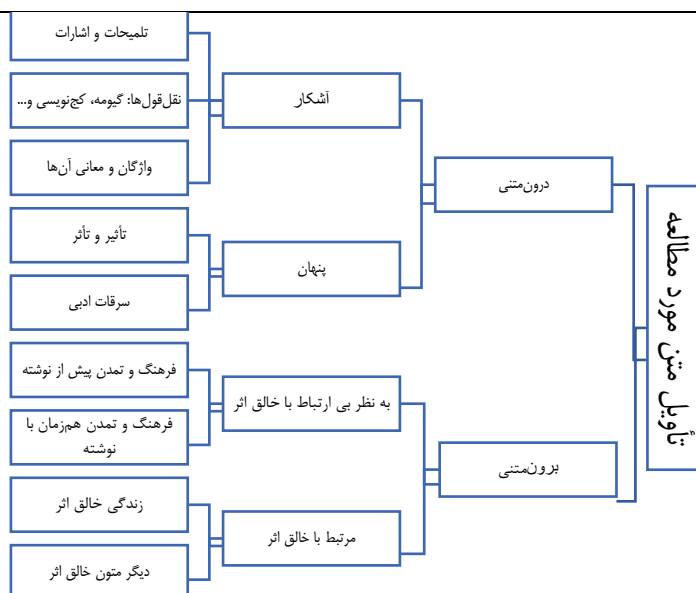 تأویل متن مورد مطالعه
درون‌متنی
آشکار
تلمیحات و اشارات
نقل‌قول‌ها: گیومه، کج‌نویسی و...
واژگان و معانی آن‌ها
پنهان
تأثیر و تأثر
سرقات ادبی
برون‌متنی
به نظر بی ارتباط با خالق اثر
فرهنگ و تمدن پیش از نوشته
فرهنگ و تمدن هم‌زمان با
نوشته
مرتبط با خالق اثر
زندگی خالق اثر
دیگر متون خالق اثر